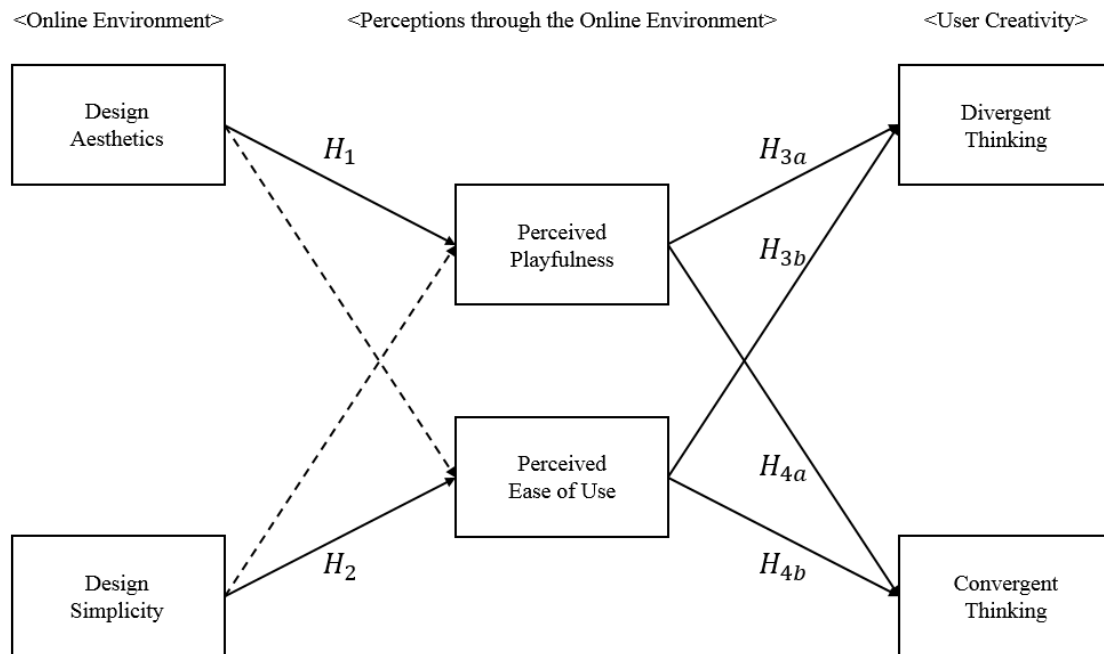 <Online Environment>
<Perceptions through the Online Environment>
<User Creativity>
Design
Aesthetics
H1
H3a
Divergent
Thinking
Perceived
Playfulness
H3b
Perceived
Ease of Use
H4a
Design
Simplicity
H2
H4b
Convergent
Thinking